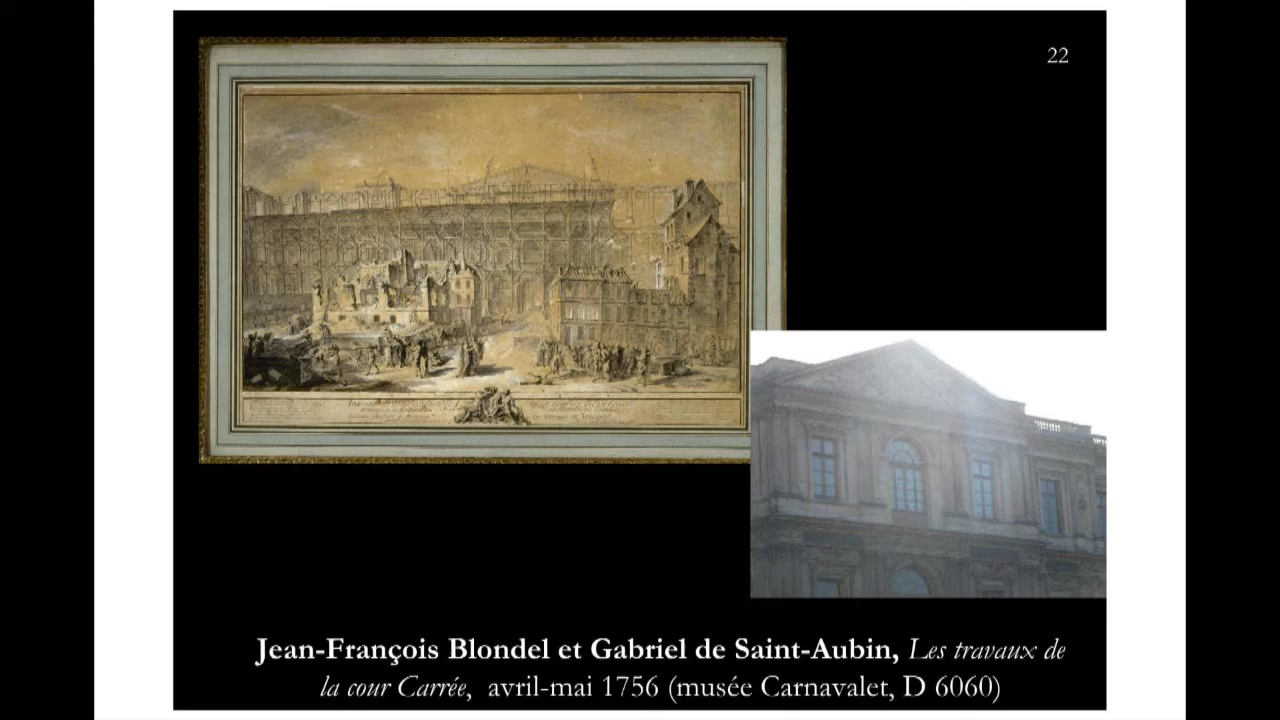 22
Jean-François Blondel et Gabriel de Saint-Aubin, Les travaux de
la cour Carrée, avril-mai 1756 (musée Carnavalet, D 6060)